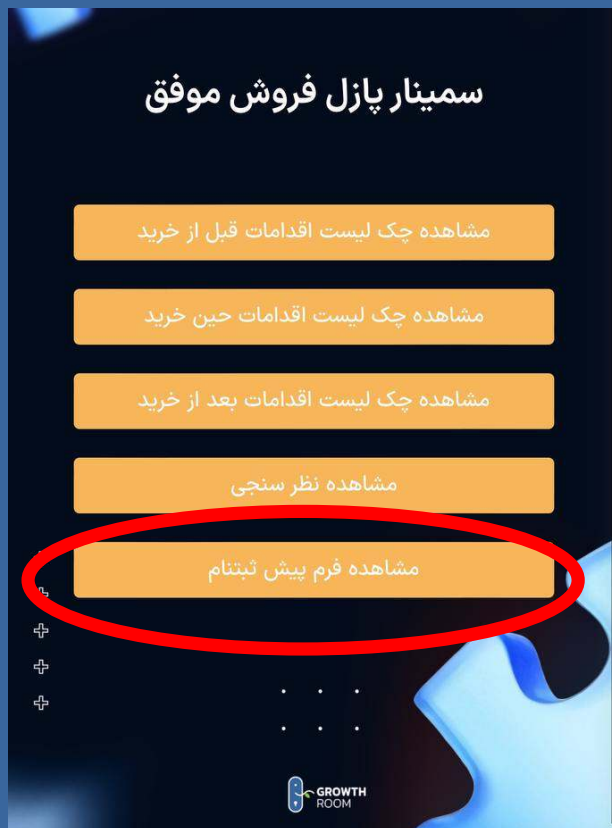 سمینار پازل فروش موفق
مشاهده چک لیست اقدامات قبل از خرید
مشاهده چک لیست اقدامات حین خرید
مشاهده چک لیست اقدامات بعد از خرید
مشاهده نظر سنجی
مشاهده فرم پیش ثبتنام
GROWTH
ROOM